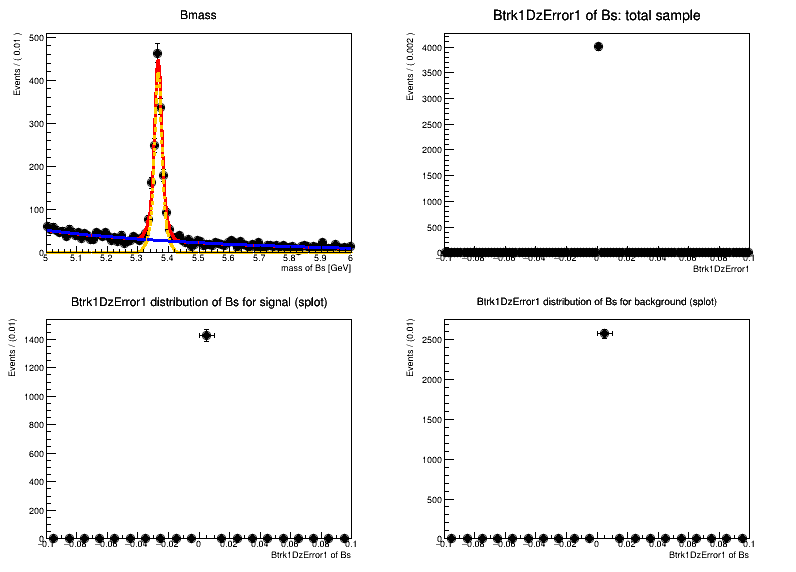 Bmass
Events / ( 0.01 )
500
400
300
200
100
0
5 5.1 5.2 5.3 5.4 5.5 5.6 5.7 5.8 5.9 6
mass of Bs [GeV]
Btrk1DzError1 of Bs: total sample
Events / ( 0.002 )
4000
3500
3000
2500
2000
1500
1000
500
0
−0.1 −0.08 −0.06 −0.04 −0.02 0 0.02 0.04 0.06 0.08 0.1
Btrk1DzError1
Btrk1DzError1 distribution of Bs for signal (splot)
Events / (0.01)
1400
1200
1000
800
600
400
200
0
−0.1 −0.08 −0.06 −0.04 −0.02 0 0.02 0.04 0.06 0.08 0.1
Btrk1DzError1 of Bs
Btrk1DzError1 distribution of Bs for background (splot)
Events / (0.01)
2500
2000
1500
1000
500
0
−0.1 −0.08 −0.06 −0.04 −0.02 0 0.02 0.04 0.06 0.08 0.1
Btrk1DzError1 of Bs